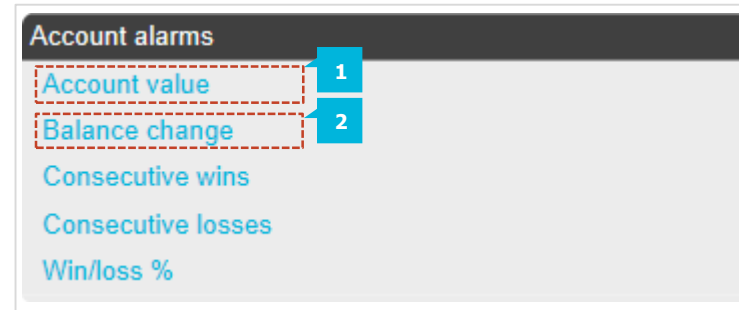 Account alarms
Account value
1
Balance change
2
Consecutive wins
Consecutive losses
Win/loss %